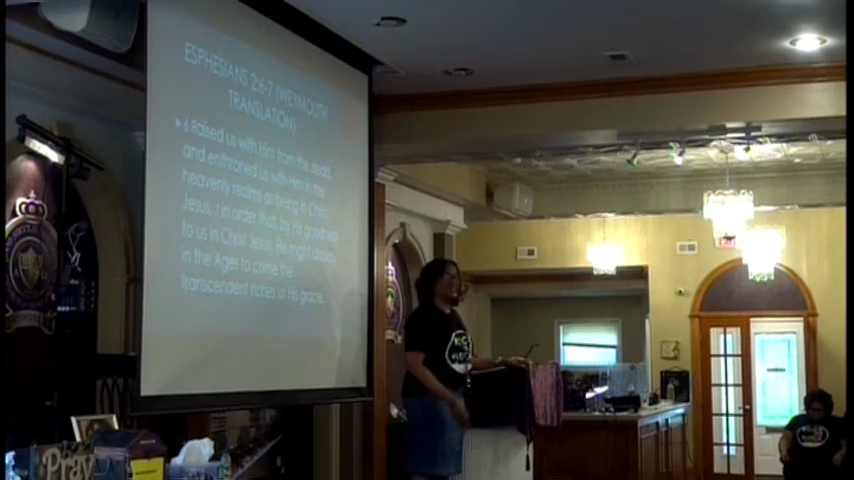 ESPHESIANS 2:6-7 (WEYMOUTH
TRANSLATION)
6 Raised us with Him from the dead,
and enthroned us with Him in the
heavenly realms as being in Christ
Jesus, 7 in order that, by His goodness
to us in Christ Jesus, He might display
in the Ages to come the
transcendent riches of His grace.
Pray